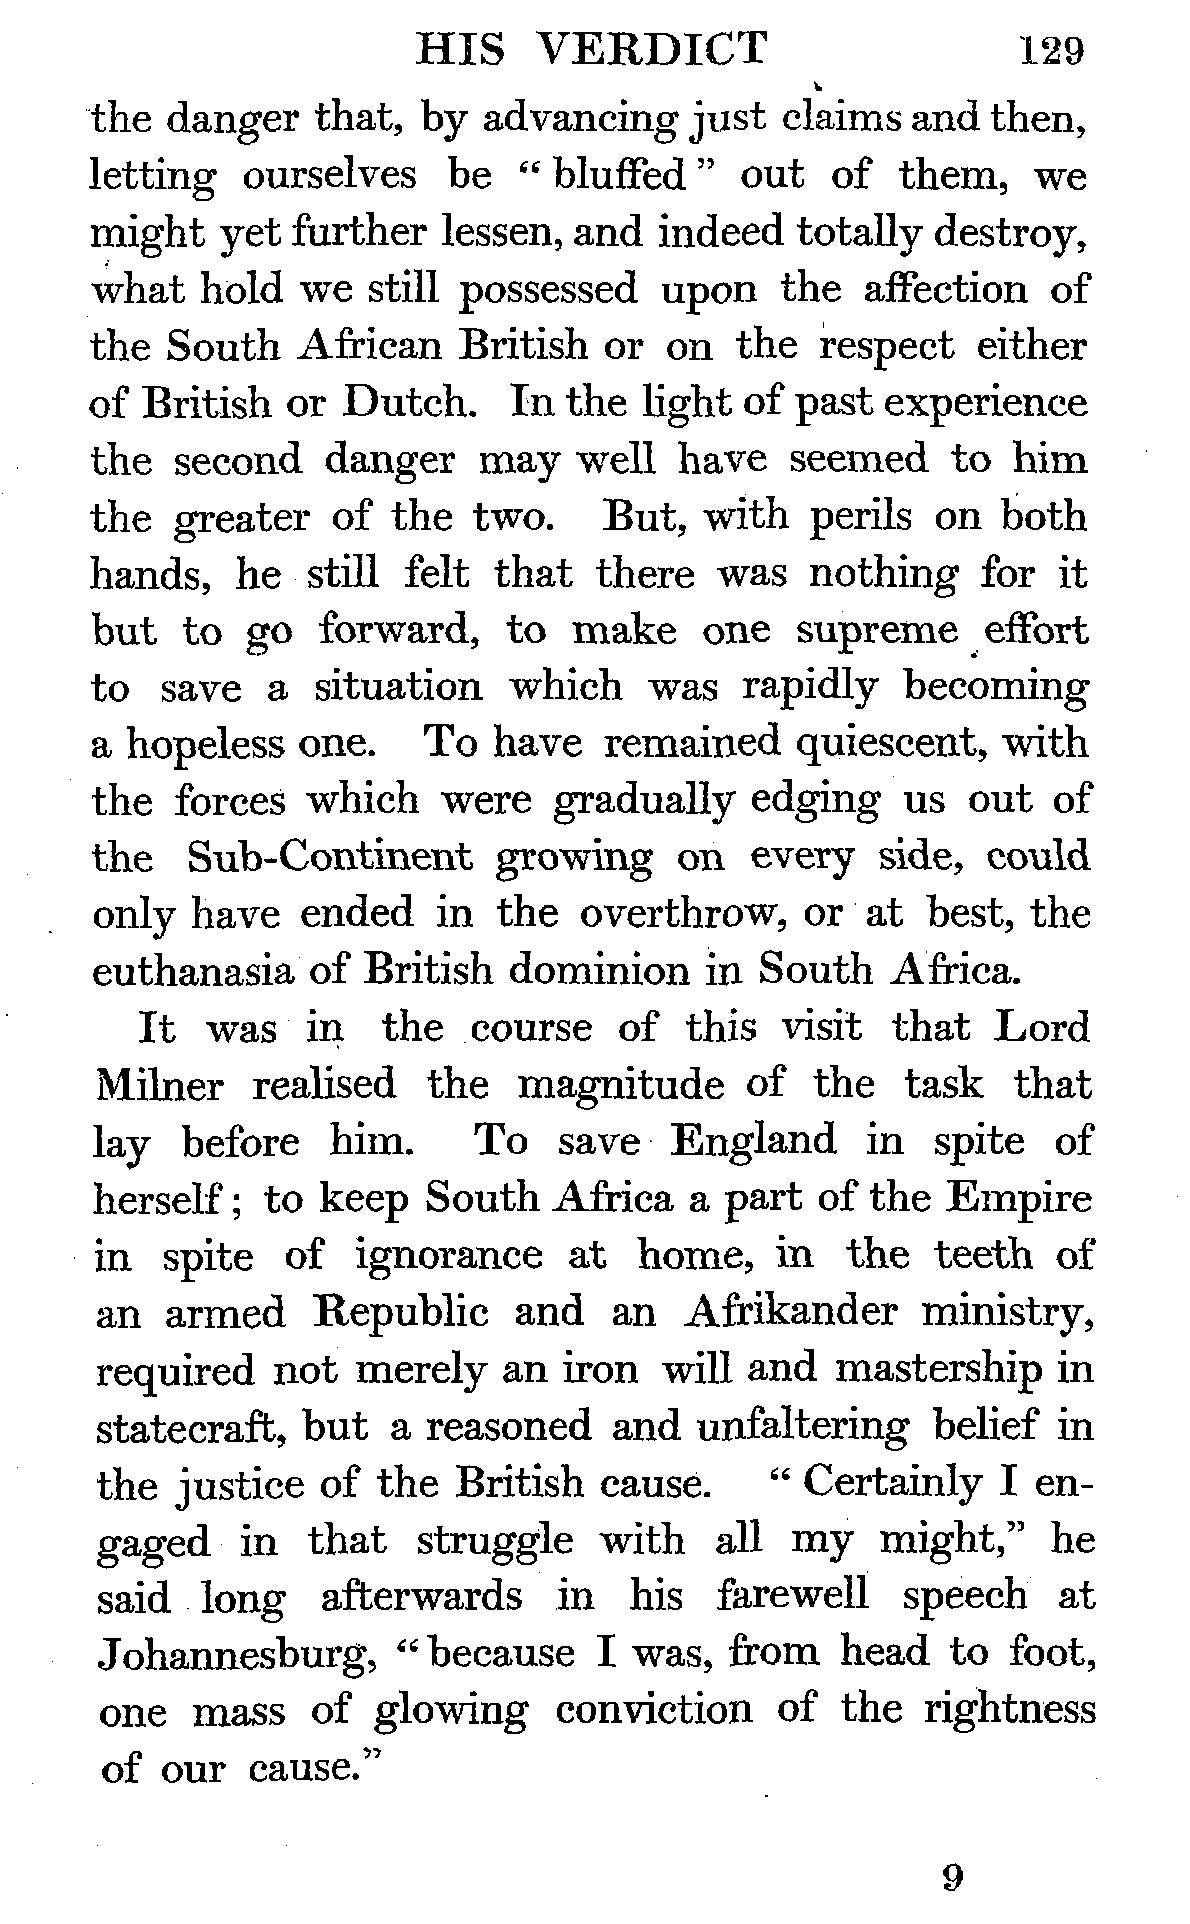 HIS VERDICT 129
the danger that, by advancing just claims and then,
letting ourselves be “ bluffed ” out of them, we
might yet further lessen, and indeed totally destroy,
what hold we still possessed upon the affection of
the South African British or on the respect either
of British or Dutch. In the light of past experience
the second danger may well have seemed to him
the greater of the two. But, with perils on both
hands, he still felt that there was nothing for it
but to go forward, to make one supreme effort
to save a situation which was rapidly becoming
a hopeless one. To have remained quiescent, with
the forces which were gradually edging us out of
the Sub-Continent growing on every side, could
only have ended in the overthrow, or at best, the
euthanasia of British dominion in South Africa.
It was in the course of this visit that Lord
Milner realised the magnitude of the task that
lay before him. To save England in spite of
herself ; to keep South Africa a part of the Empire
in spite of ignorance at home, in the teeth of
an armed Republic and an Afrikander ministry,
required not merely an iron will and mastership in
statecraft, but a reasoned and unfaltering belief in
the justice of the British cause. “ Certainly I en-
gaged in that struggle with all my might,” he
said long afterwards in his farewell speech at
Johannesburg, “ because I was, from head to foot,
one mass of glowing conviction of the rightness
of our cause.”
9